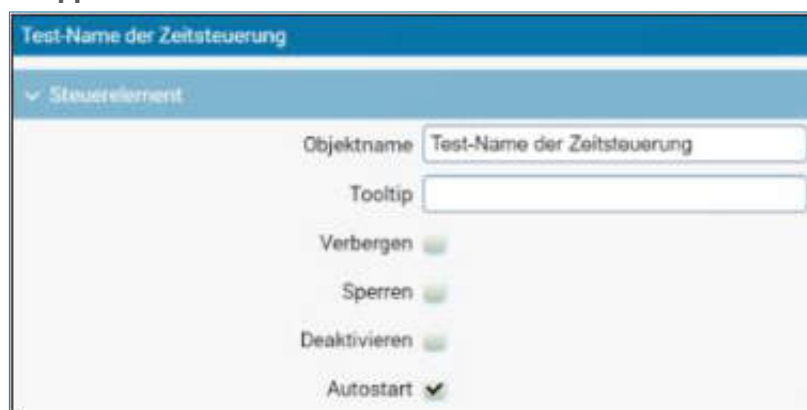 Test-Name der Zeitsteuerung
Steuerelement
Objektname Test-Name der Zeitsteuerung
Tooltip
Verbergen
Sperren
Deaktivieren
Autostart